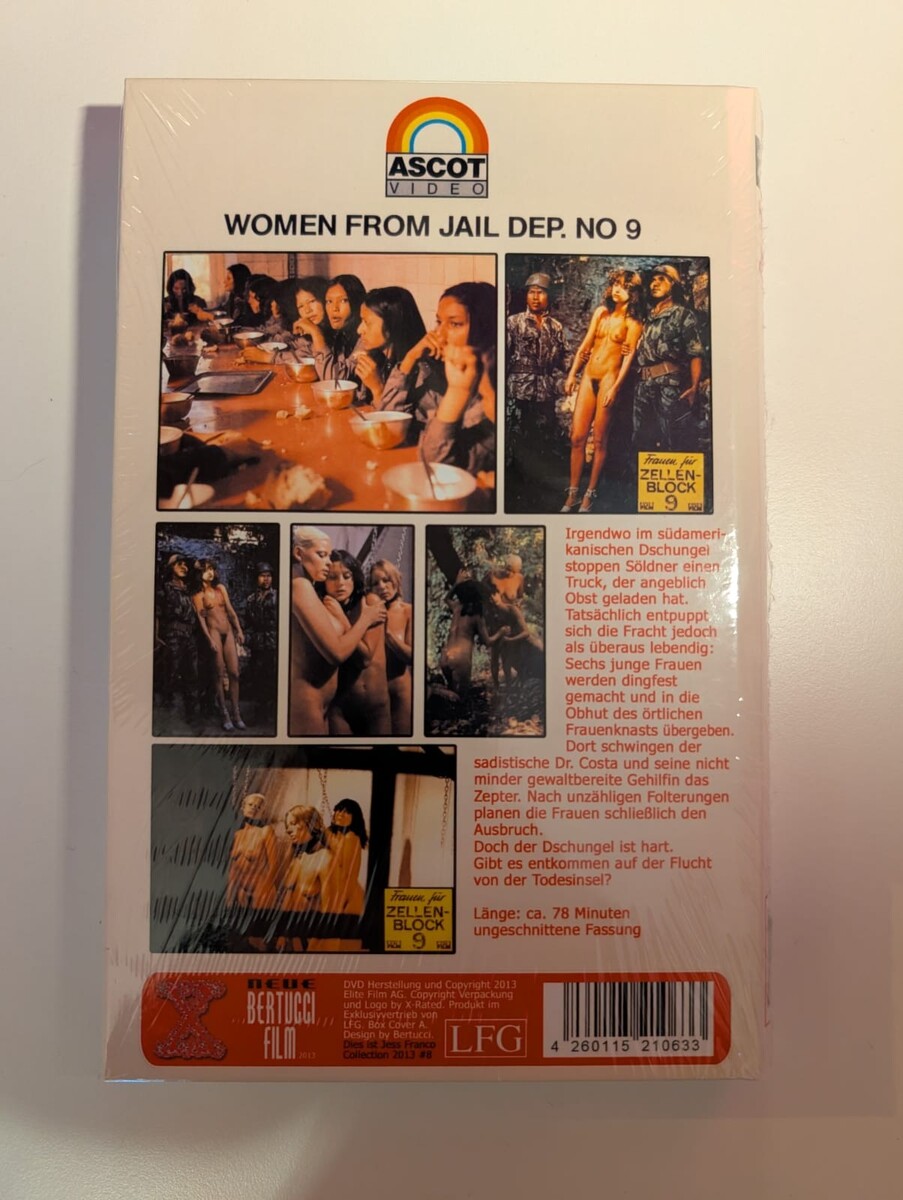 ASCOT
VIDEO
WOMEN FROM JAIL DEP. NO 9
Frauen für
ZELLEN-
BLOCK
9
Irgendwo im südameri-
kanischen Dschungel
stoppen Söldner einen
Truck, der angeblich
Obst geladen hat.
Tatsächlich entpuppt
sich die Fracht jedoch
als überaus lebendig:
Sechs junge Frauen
werden dingfest
gemacht und in die
Obhut des örtlichen
Frauenknasts übergeben.
Dort schwingen der
sadistische Dr. Costa und seine nicht
minder gewaltbereite Gehilfin das
Zepter. Nach unzähligen Folterungen
planen die Frauen schließlich den
Ausbruch.
Doch der Dschungel ist hart.
Gibt es entkommen auf der Flucht
von der Todesinsel?
Länge: ca. 78 Minuten
ungeschnittene Fassung
Frauen für
ZELLEN-
BLOCK
9
X
NEUE
...BERTUCCI...
FILM 2013
DVD Herstellung und Copyright 2013
Elite Film AG. Copyright Verpackung
und Logo by X-Rated. Produkt im
Exklusivvertrieb von
LFG. Box Cover A.
Design by Bertucci.
Dies ist Jess Franco
Collection 2013 #8
LFG
4 260115 210633